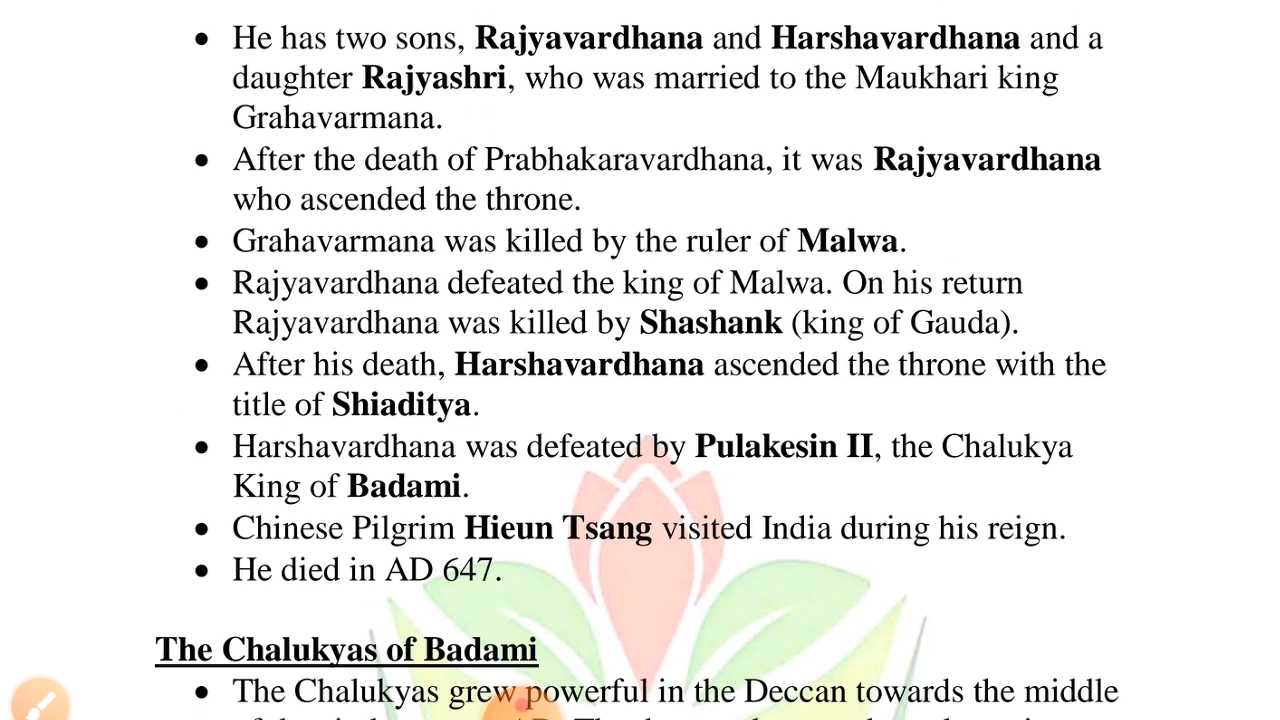 • He has two sons, Rajyavardhana and Harshavardhana and a
daughter Rajyashri, who was married to the Maukhari king
Grahavarmana.
• After the death of Prabhakaravardhana, it was Rajyavardhana
who ascended the throne.
• Grahavarmana was killed by the ruler of Malwa.
• Rajyavardhana defeated the king of Malwa. On his return
Rajyavardhana was killed by Shashank (king of Gauda).
• After his death, Harshavardhana ascended the throne with the
title of Shiaditya.
• Harshavardhana was defeated by Pulakesin II, the Chalukya
King of Badami.
• Chinese Pilgrim Hieun Tsang visited India during his reign.
• He died in AD 647.
The Chalukyas of Badami
• The Chalukyas grew powerful in the Deccan towards the middle